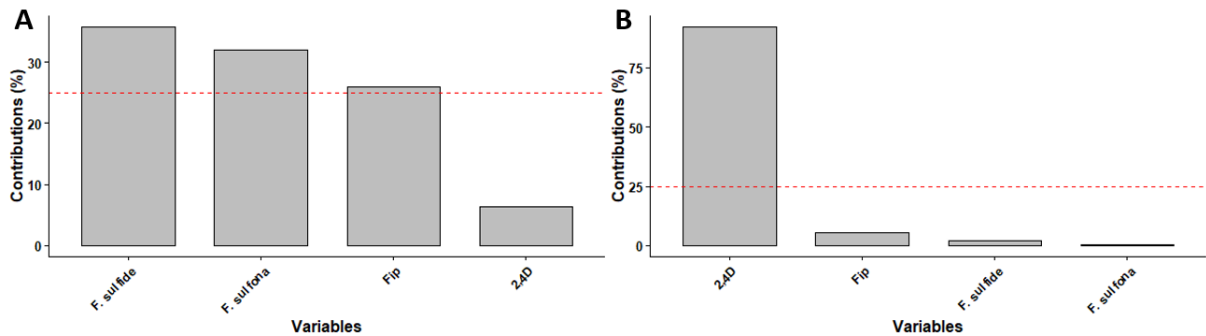 A
Contributions (%)
30
20
10
0
F. sulfide
F. sulfona
Fip
2,4D
Variables
B
Contributions (%)
75
50
25
0
2,4D
Fip
F. sulfide
F. sulfona
Variables